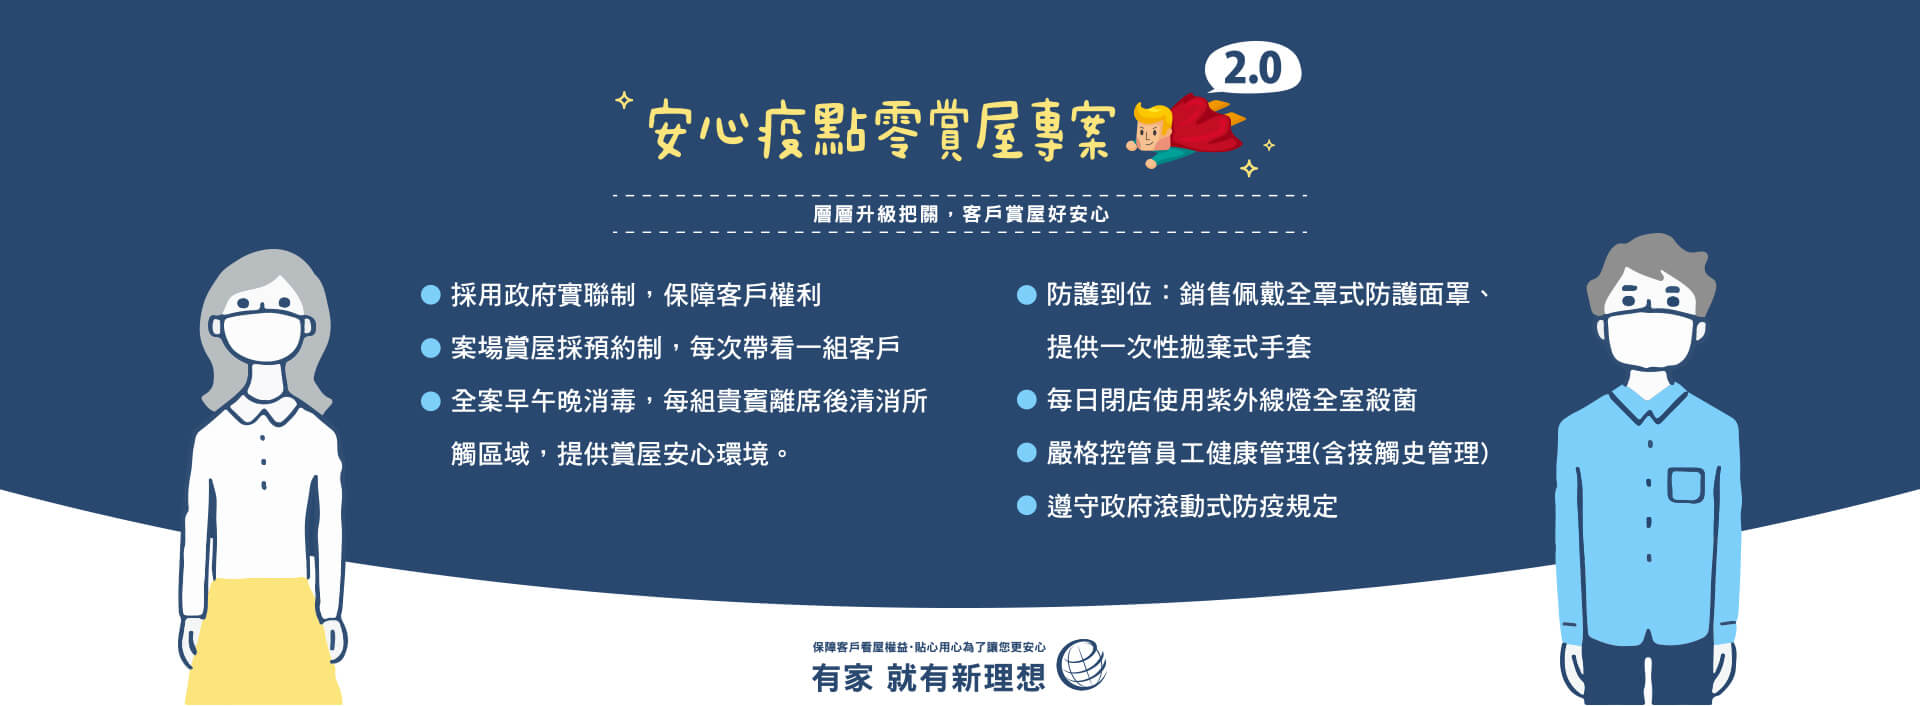 2.0
安心疫點零賞屋專案
層層升級把關，客戶賞屋好安心
採用政府實聯制，保障客戶權利
案場賞屋採預約制，每次帶看一組客戶
全案早午晚消毒，每組貴賓離席後清消所
觸區域，提供賞屋安心環境。
防護到位：銷售佩戴全罩式防護面罩、
提供一次性拋棄式手套
每日閉店使用紫外線燈全室殺菌
嚴格控管員工健康管理(含接觸史管理)
遵守政府滾動式防疫規定
保障客戶看屋權益·貼心用心為了讓您更安心
有家 就有新理想